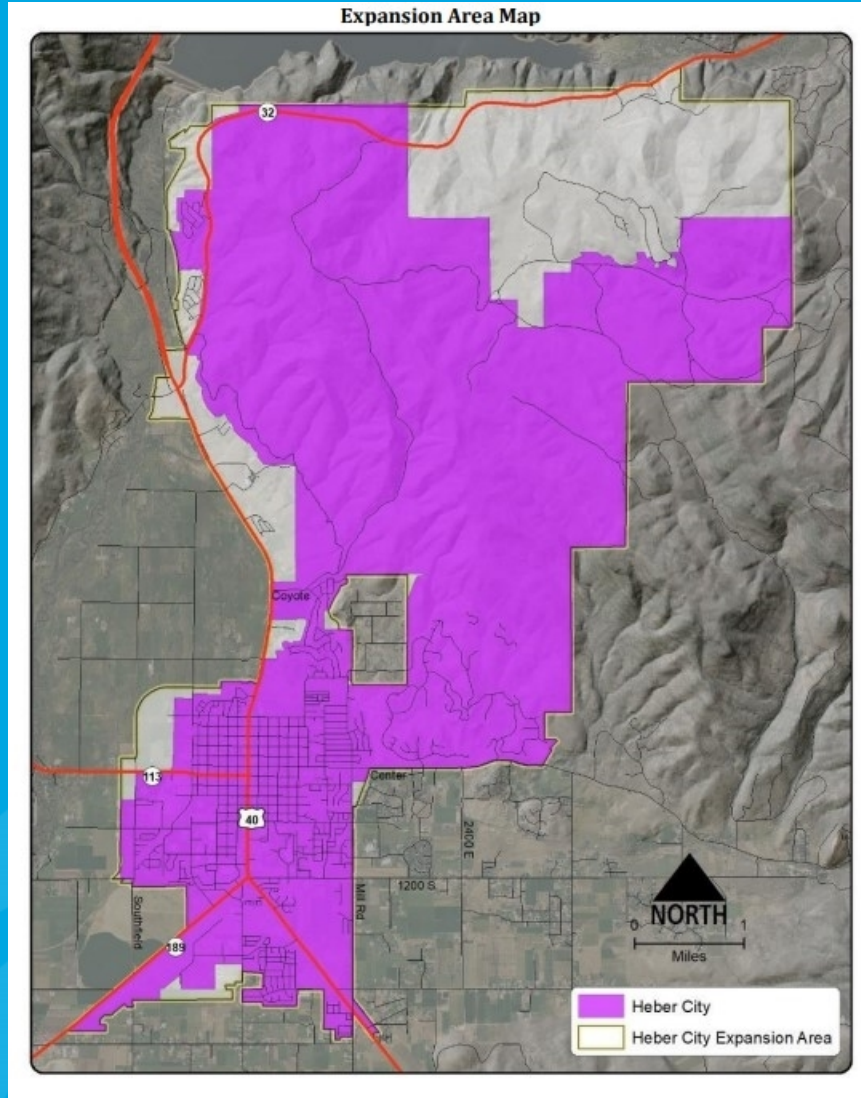 Expansion Area Map
32
Coyote
113
Center
40
2400 E
1200 S
Mill Rd
Southfield
189
NORTH
0 1
Miles
Heber City
Heber City Expansion Area